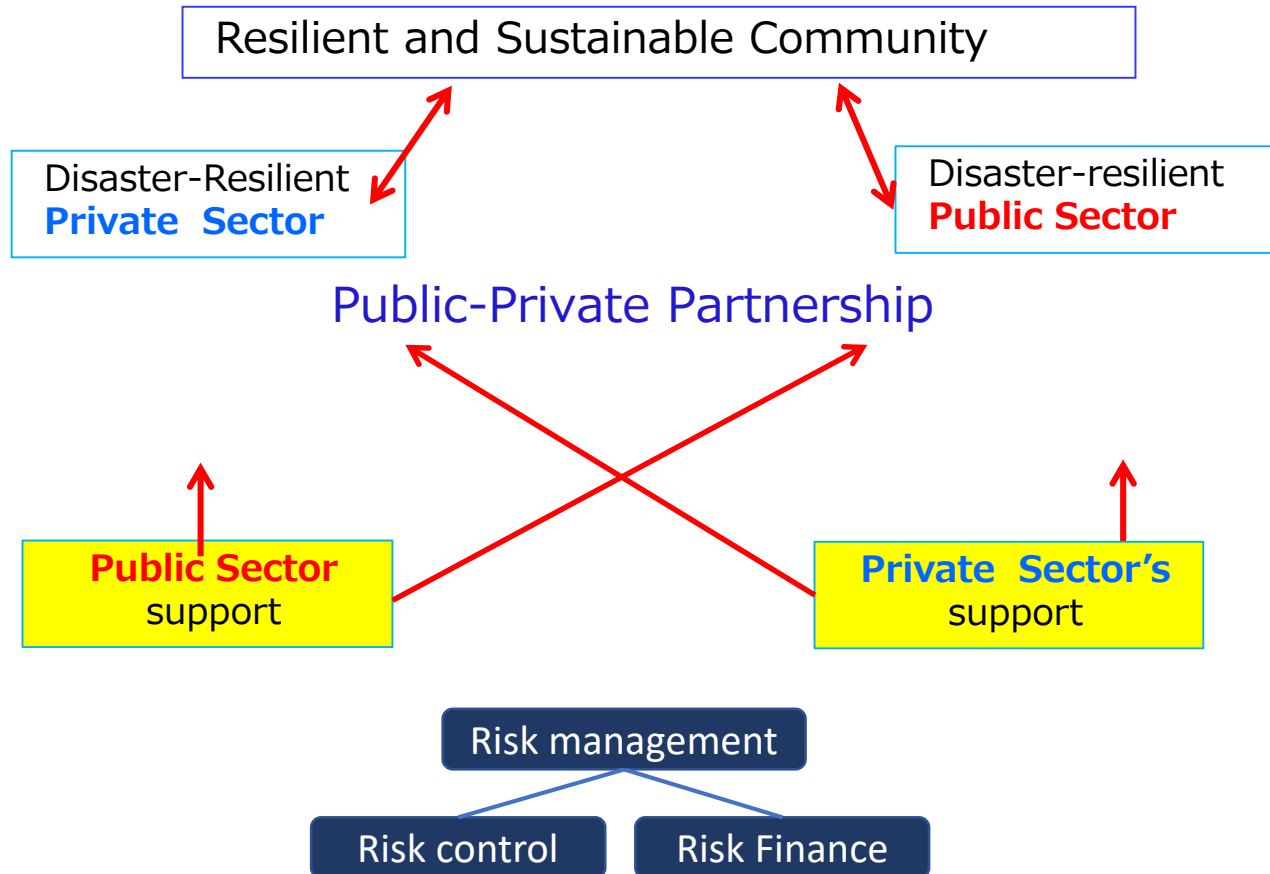 Resilient and Sustainable Community
Disaster-Resilient
Private Sector
Disaster-resilient
Public Sector
Public-Private Partnership
Public Sector
support
Private Sector’s
support
Risk management
Risk control
Risk Finance